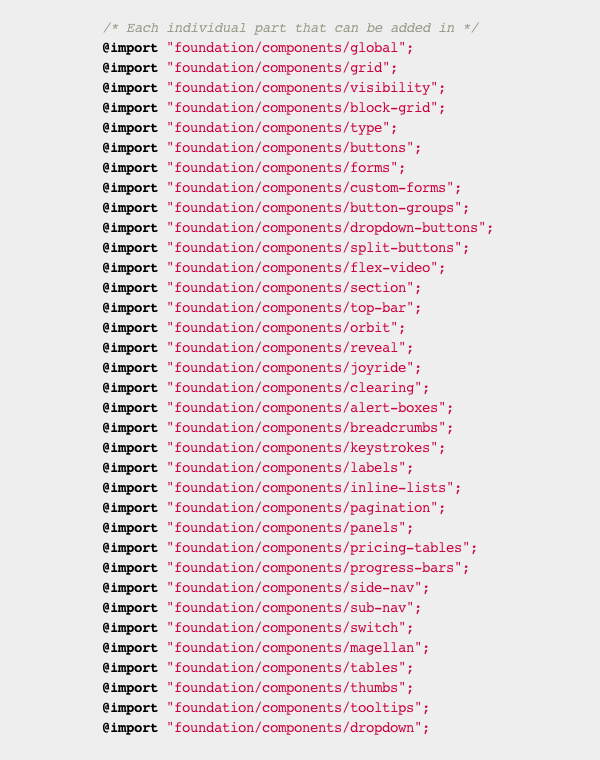 /* Each individual part that can be added in */
@import "foundation/components/global";
@import "foundation/components/grid";
@import "foundation/components/visibility";
@import "foundation/components/block-grid";
@import "foundation/components/type";
@import "foundation/components/buttons";
@import "foundation/components/forms";
@import "foundation/components/custom-forms";
@import "foundation/components/button-groups";
@import "foundation/components/dropdown-buttons";
@import "foundation/components/split-buttons";
@import "foundation/components/flex-video";
@import "foundation/components/section";
@import "foundation/components/top-bar";
@import "foundation/components/orbit";
@import "foundation/components/reveal";
@import "foundation/components/joyride";
@import "foundation/components/clearing";
@import "foundation/components/alert-boxes";
@import "foundation/components/breadcrumbs";
@import "foundation/components/keystrokes";
@import "foundation/components/labels";
@import "foundation/components/inline-lists";
@import "foundation/components/pagination";
@import "foundation/components/panels";
@import "foundation/components/pricing-tables";
@import "foundation/components/progress-bars";
@import "foundation/components/side-nav";
@import "foundation/components/sub-nav";
@import "foundation/components/switch";
@import "foundation/components/magellan";
@import "foundation/components/tables";
@import "foundation/components/thumbs";
@import "foundation/components/tooltips";
@import "foundation/components/dropdown";